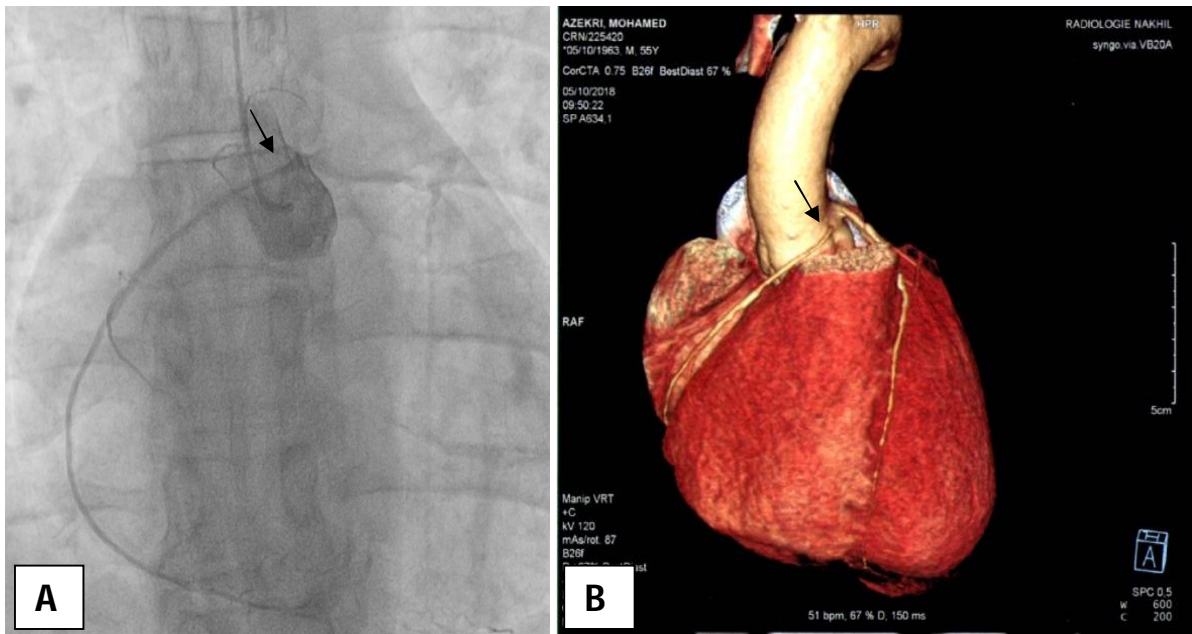 A
AZEKRI, MOHAMED
CRN/225420
*05/10/1963, M, 55Y
CorCTA 0.75 B26f BestDiast 67 %
05/10/2018
09:50:22
SP A634,1
HPR
RADIOLOGIE NAKHIL
syngo.via.VB20A
RAF
5cm
Manip VRT
+C
kV 120
mAs/rot. 87
B26f
51 bpm, 67 % D, 150 ms
A
SPC 0,5
W 600
C 200
B